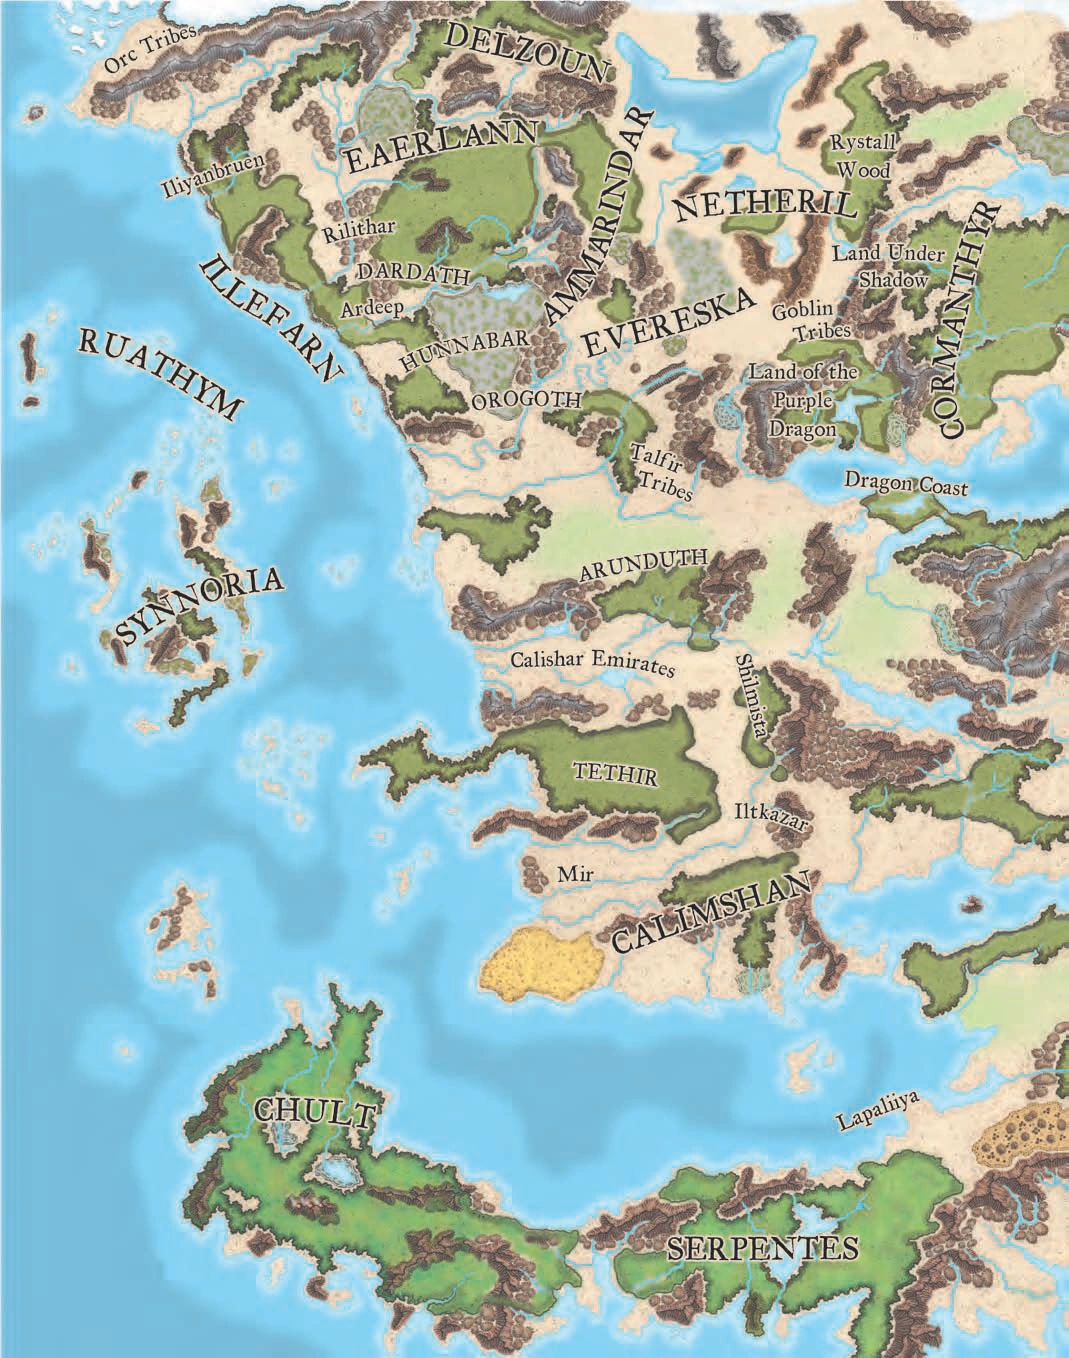 Orc Tribes
DELZOUN
EAERLANN
Iliyanbruen
Rilithar
AMMARINDAR
Rystall
Wood
NETHERIL
ILLEFARN
DARDATH
Ardeep
Land Under
Shadow
CORMANTHYR
HUNNABAR
EVERESKA
Goblin
Tribes
RUATHYM
OROGOTH
Land of the
Purple
Dragon
Talfir
Tribes
Dragon Coast
SYNNORIA
ARUNDUTH
Calishar Emirates
Shilmista
TETHIR
Iltkazar
Mir
CALIMSHAN
CHULT
Lapaliiya
SERPENTES